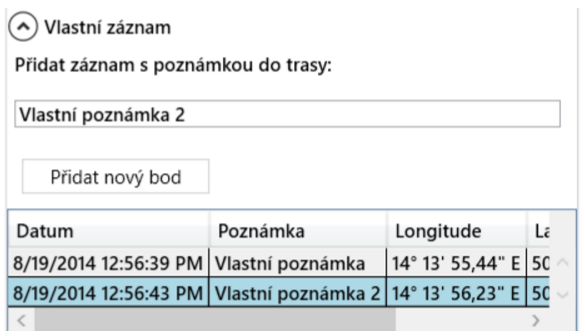 Vlastní záznam
Přidat záznam s poznámkou do trasy:
Vlastní poznámka 2
Přidat nový bod
Datum Poznámka Longitude La
8/19/2014 12:56:39 PM Vlastní poznámka 14° 13' 55,44" E 50
8/19/2014 12:56:43 PM Vlastní poznámka 2 14° 13' 56,23" E 50